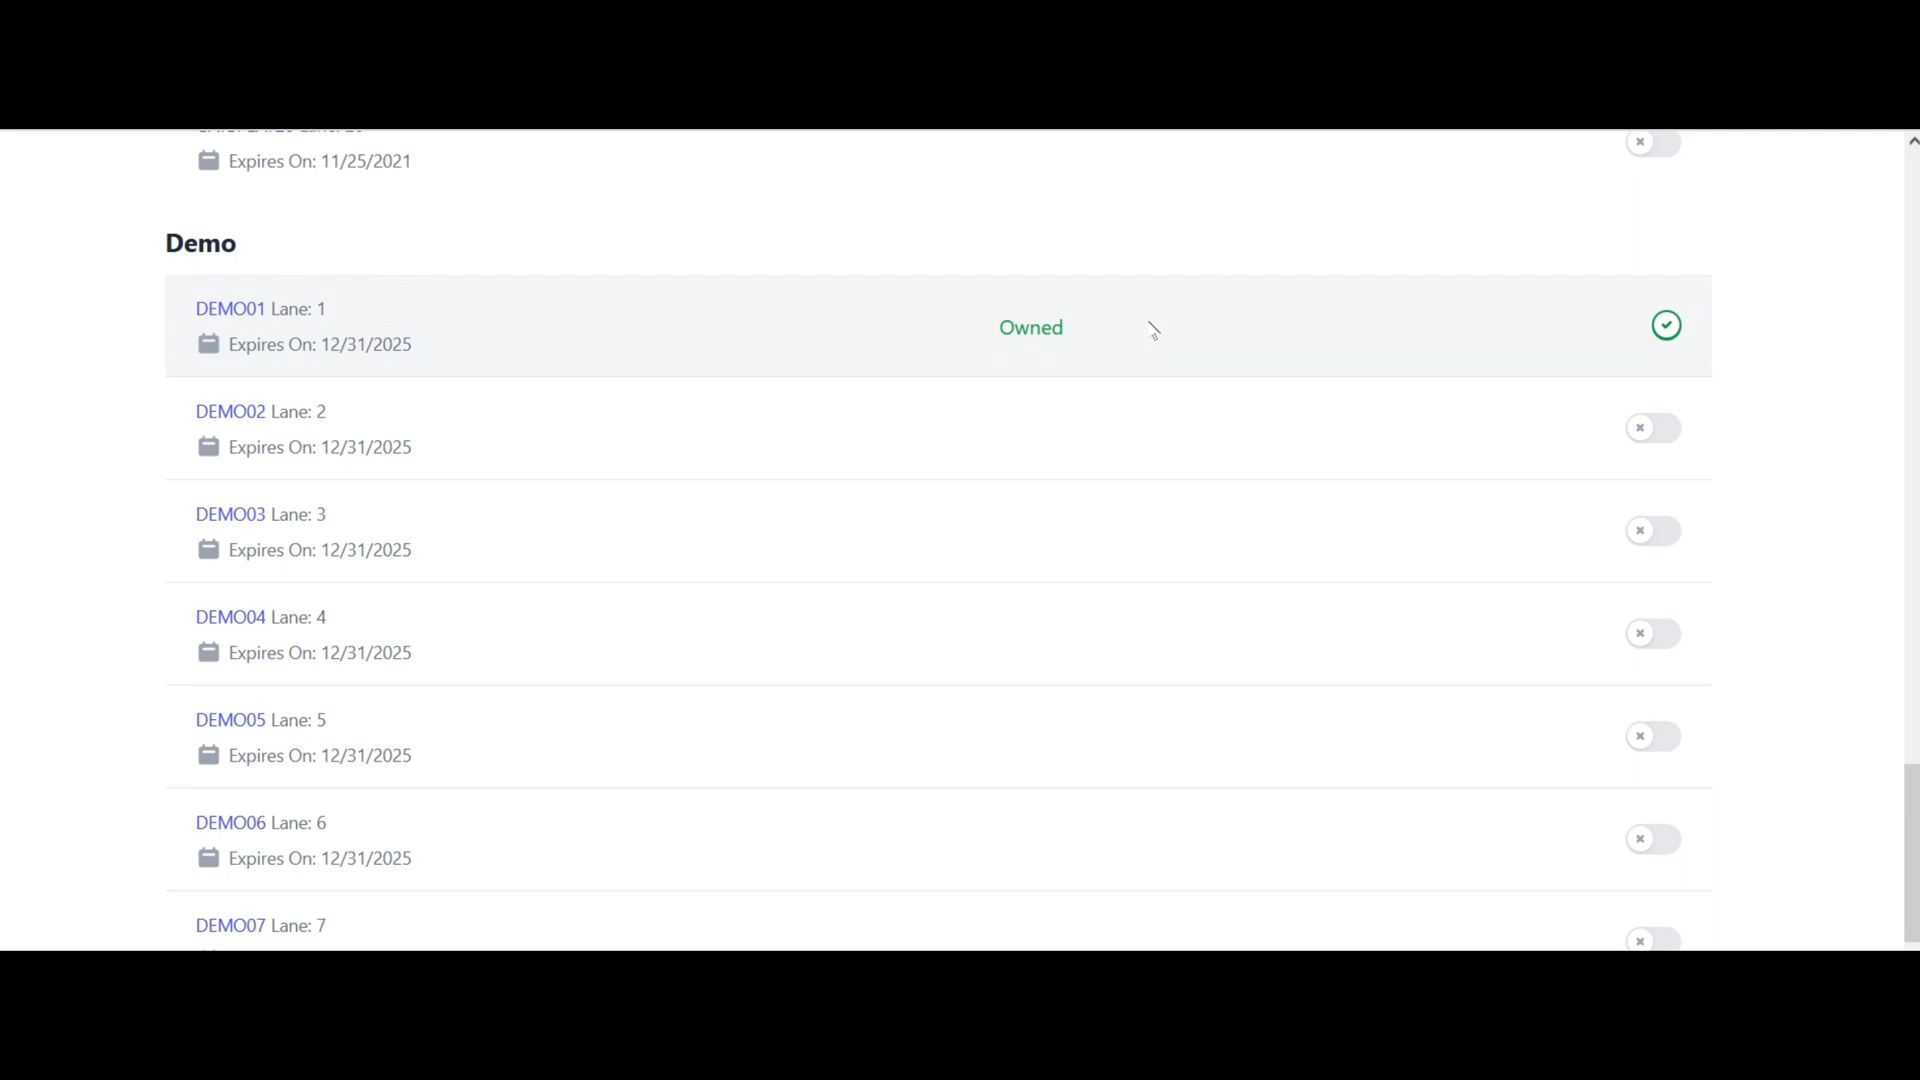 Expires On: 11/25/2021
Demo
DEMO01 Lane: 1
Expires On: 12/31/2025
Owned
DEMO02 Lane: 2
Expires On: 12/31/2025
DEMO03 Lane: 3
Expires On: 12/31/2025
DEMO04 Lane: 4
Expires On: 12/31/2025
DEMO05 Lane: 5
Expires On: 12/31/2025
DEMO06 Lane: 6
Expires On: 12/31/2025
DEMO07 Lane: 7